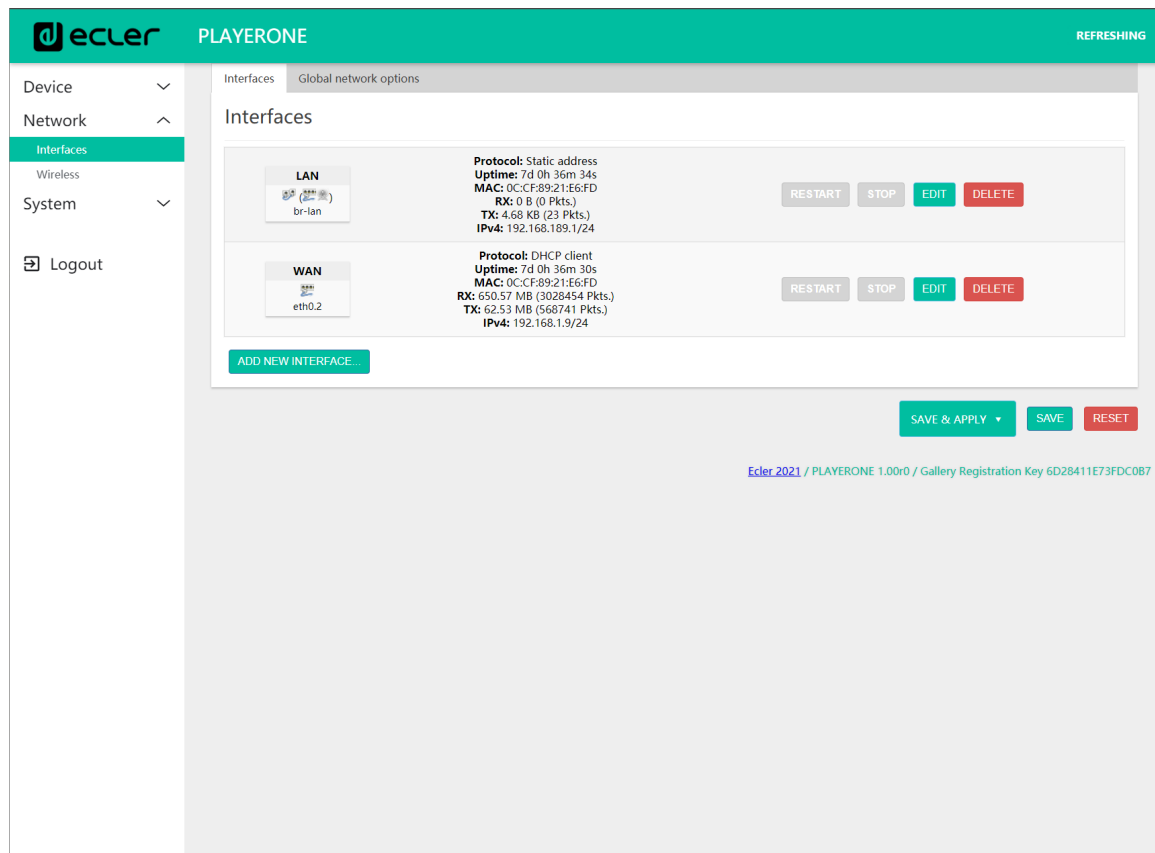 ecler
PLAYERONE
REFRESHING
Device
Network
Interfaces
Wireless
System
Logout
Interfaces
Global network options
Interfaces
LAN
( )
br-lan
Protocol: Static address
Uptime: 7d 0h 36m 34s
MAC: 0C:CF:89:21:E6:FD
RX: 0 B (0 Pkts.)
TX: 4.68 KB (23 Pkts.)
IPv4: 192.168.189.1/24
RESTART
STOP
EDIT
DELETE
WAN
eth0.2
Protocol: DHCP client
Uptime: 7d 0h 36m 30s
MAC: 0C:CF:89:21:E6:FD
RX: 650.57 MB (3028454 Pkts.)
TX: 62.53 MB (568741 Pkts.)
IPv4: 192.168.1.9/24
RESTART
STOP
EDIT
DELETE
ADD NEW INTERFACE...
SAVE & APPLY
SAVE
RESET
Ecler 2021 / PLAYERONE 1.00r0 / Gallery Registration Key 6D28411E73FDC0B7